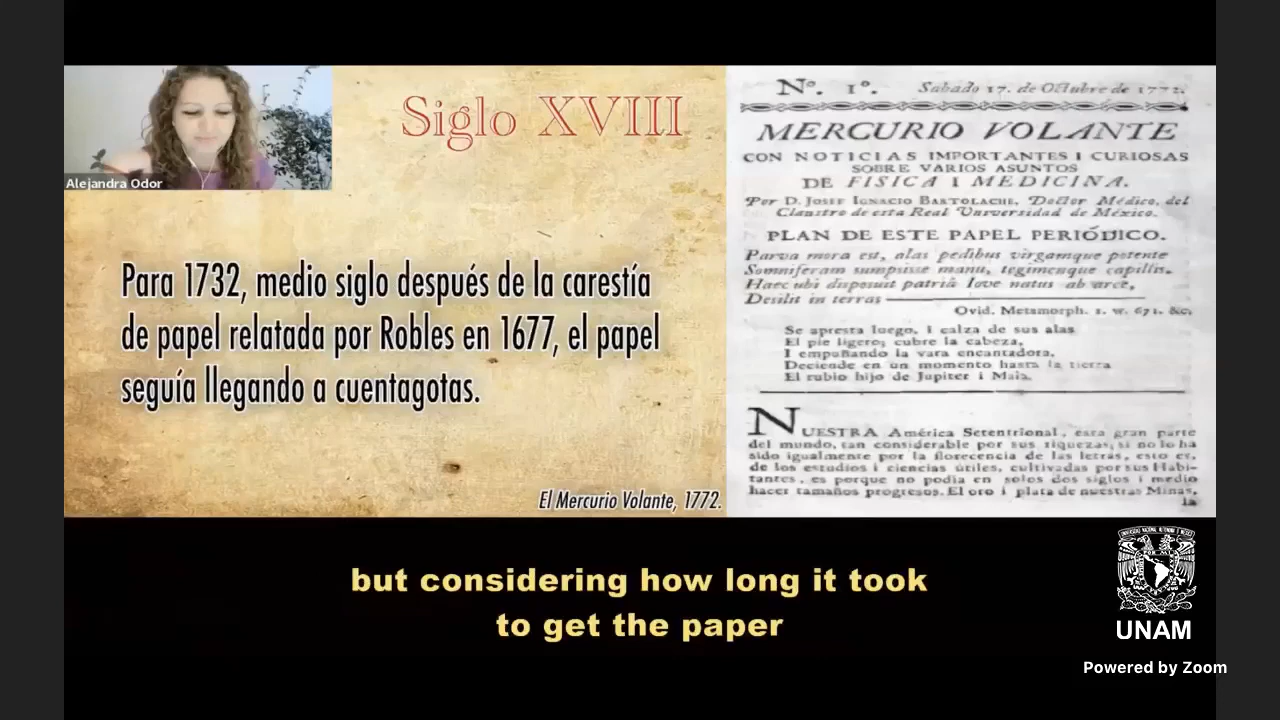 Alejandra Odor
Siglo XVIII
Para 1732, medio siglo después de la carestía
de papel relatada por Robles en 1677, el papel
seguía llegando a cuentagotas.
El Mercurio Volante, 1772.
Nº. 1º. Sabado 17. de Octubre de 1772.
MERCURIO VOLANTE
CON NOTICIAS IMPORTANTES I CURIOSAS
SOBRE VARIOS ASUNTOS
DE FISICA I MEDICINA.
Por D. JOSEF IGNACIO BARTOLACHE, Doctor Médico, del
Claustro de esta Real Universidad de México.
PLAN DE ESTE PAPEL PERIÓDICO.
Parva mora est, alas pedibus virgamque potente
Somniferam sumpsisse manu, tegimenque capillis.
Haec ubi disposuit patriâ Iove natus ab arce,
Desilit in terras
Ovid. Metamorph. 1. v. 671. &c.
Se apresta luego, i calza de sus alas
El pie ligero; cubre la cabeza,
I empuñando la vara encantadora,
Deciende en un momento hasta la tierra
El rubio hijo de Jupiter i Maia.
NUESTRA América Setentrional, esta gran parte
del mundo, tan considerable por sus riquezas, si no lo ha
sido igualmente por la florecencia de las letras, esto es,
de los estudios i ciencias útiles, cultivadas por sus Habi-
tantes, es porque no podia en solos dos siglos i medio
hacer tamaños progresos. El oro i plata de nuestras Minas,
la
but considering how long it took
to get the paper
UNAM
Powered by Zoom